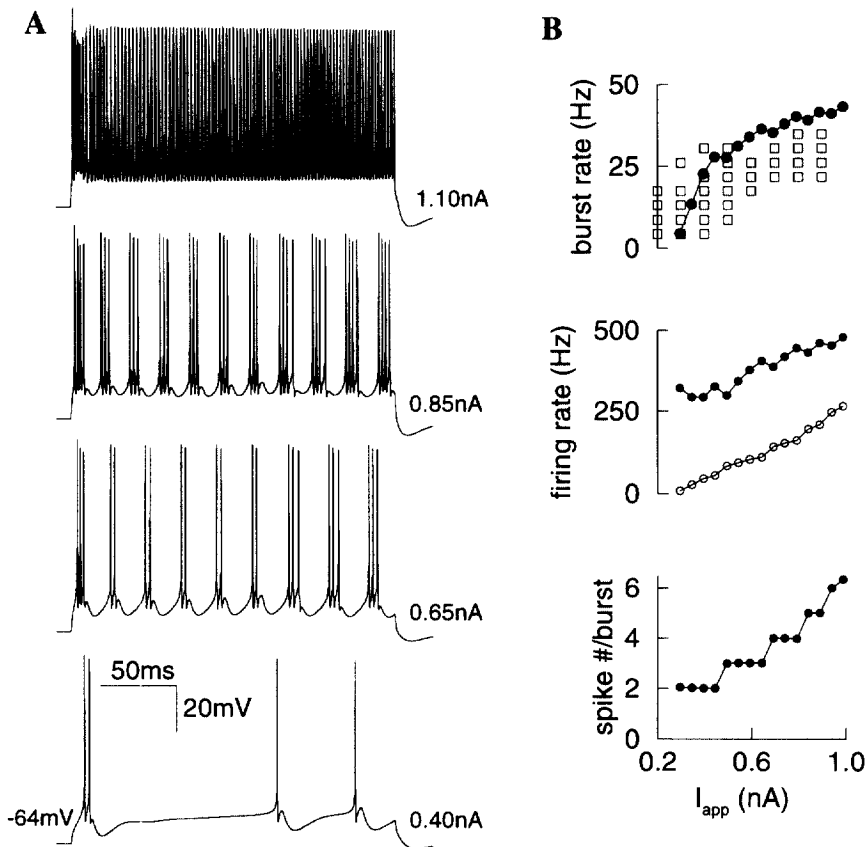 A
1.10nA
0.85nA
0.65nA
50ms
20mV
-64mV
0.40nA
B
burst rate (Hz)
50
25
0
firing rate (Hz)
500
250
0
spike #/burst
6
4
2
0
0.2
0.6
1.0
I_app (nA)